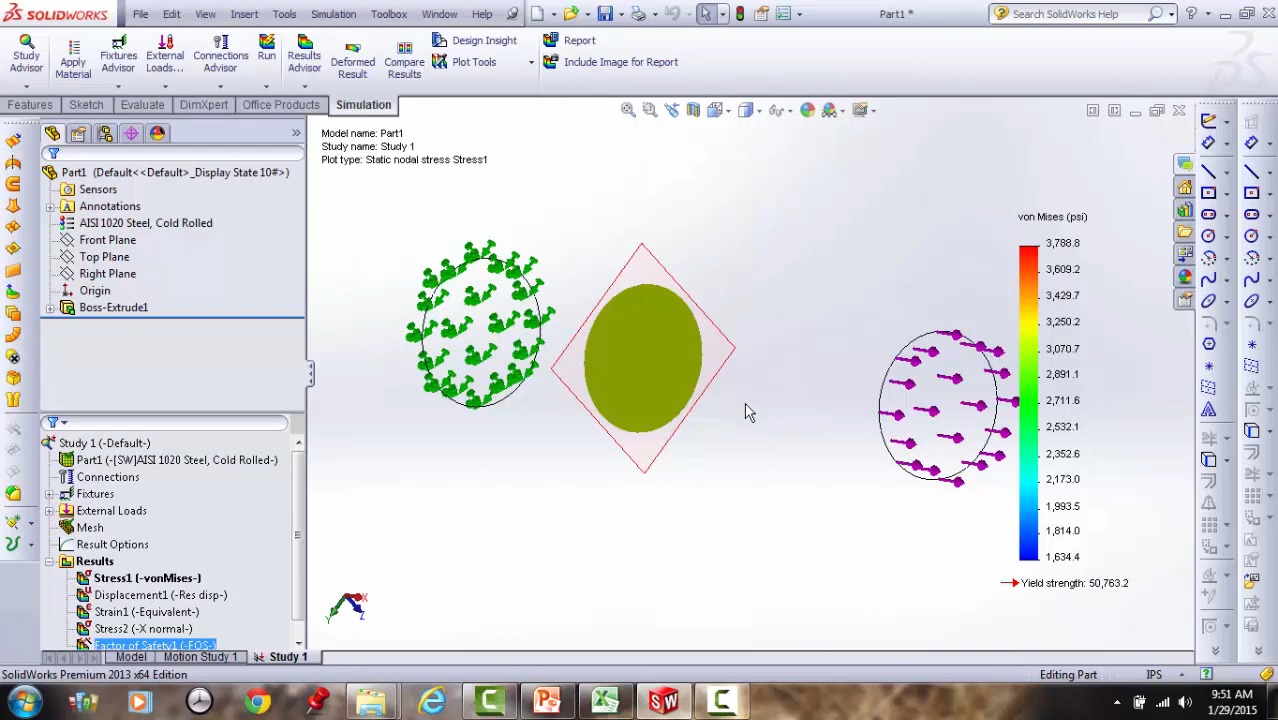 SOLIDWORKS File Edit View Insert Tools Simulation Toolbox Window Help Part1 * Search SolidWorks Help
Study Advisor
Apply Material
Fixtures Advisor
External Loads...
Connections Advisor
Run
Results Advisor
Deformed Result
Compare Results
Design Insight
Plot Tools
Report
Include Image for Report
Features Sketch Evaluate DimXpert Office Products Simulation
Model name: Part1
Study name: Study 1
Plot type: Static nodal stress Stress1
Part1 (Default<<Default>_Display State 10#>)
Sensors
Annotations
AISI 1020 Steel, Cold Rolled
Front Plane
Top Plane
Right Plane
Origin
Boss-Extrude1
von Mises (psi)
3,788.8
3,609.2
3,429.7
3,250.2
3,070.7
2,891.1
2,711.6
2,532.1
2,352.6
2,173.0
1,993.5
1,814.0
1,634.4
Yield strength: 50,763.2
Study 1 (-Default-)
Part1 (-[SW]AISI 1020 Steel, Cold Rolled-)
Connections
Fixtures
External Loads
Mesh
Result Options
Results
Stress1 (-vonMises-)
Displacement1 (-Res disp-)
Strain1 (-Equivalent-)
Stress2 (-X normal-)
Factor of Safety1 (-FOS-)
X
Y
Z
Model Motion Study 1 Study 1
SolidWorks Premium 2013 x64 Edition Editing Part IPS
9:51 AM
1/29/2015